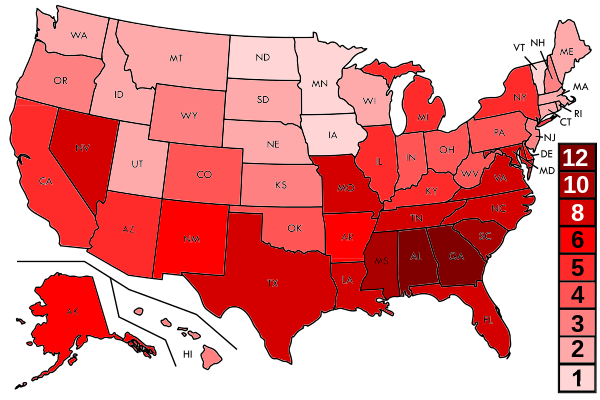 WA
MT
ND
MN
VT
NH
ME
OR
ID
SD
WI
MI
NY
MA
RI
CT
WY
IA
PA
NJ
NV
UT
NE
IL
IN
OH
DE
MD
CA
CO
KS
MO
KY
WV
VA
AZ
NM
OK
AR
TN
NC
TX
LA
MS
AL
GA
SC
FL
AK
HI
12
10
8
6
5
4
3
2
1